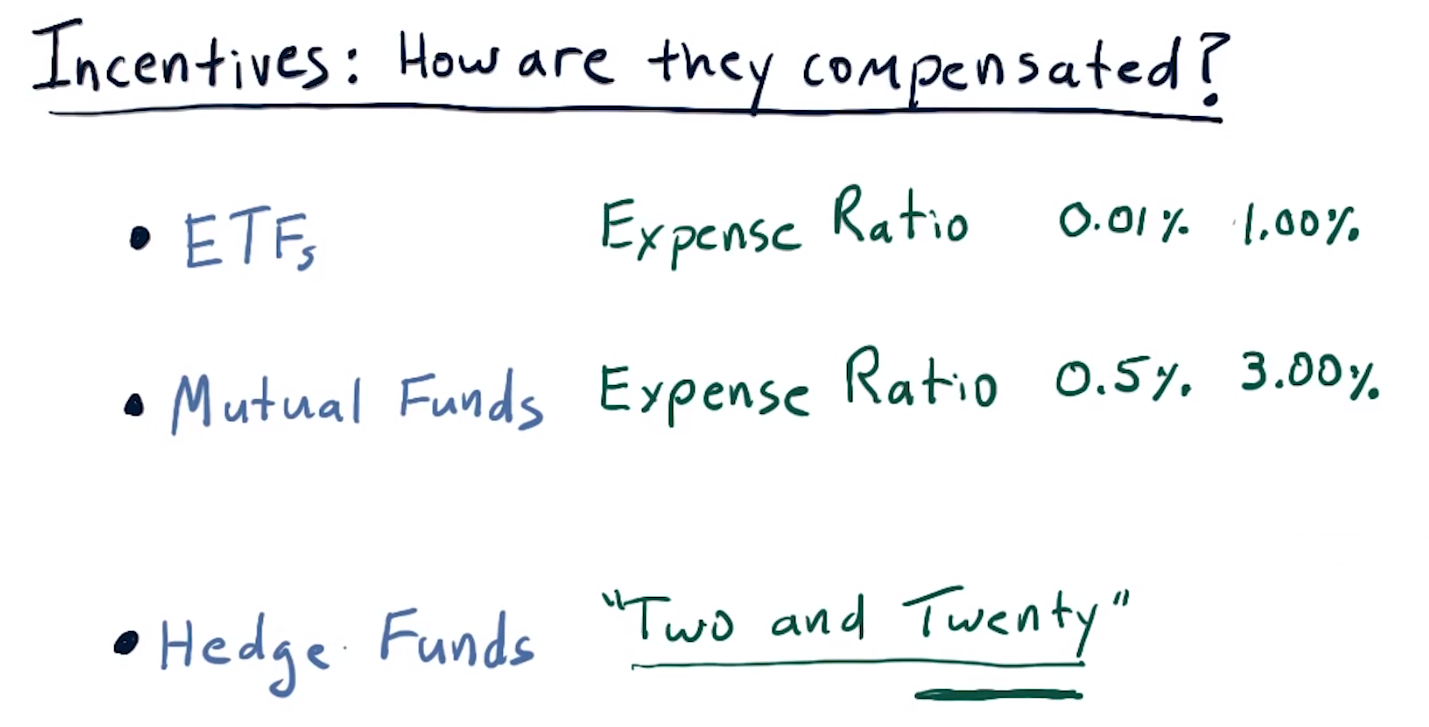 Incentives: How are they compensated?
• ETFs Expense Ratio 0.01% 1.00%
• Mutual Funds Expense Ratio 0.5% 3.00%
• Hedge Funds "Two and Twenty"